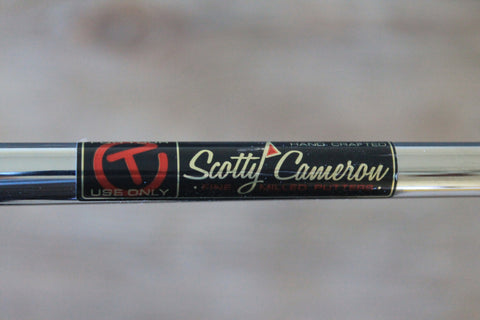 T
USE ONLY
HAND CRAFTED
Scotty Cameron
• FINE MILLED PUTTERS •